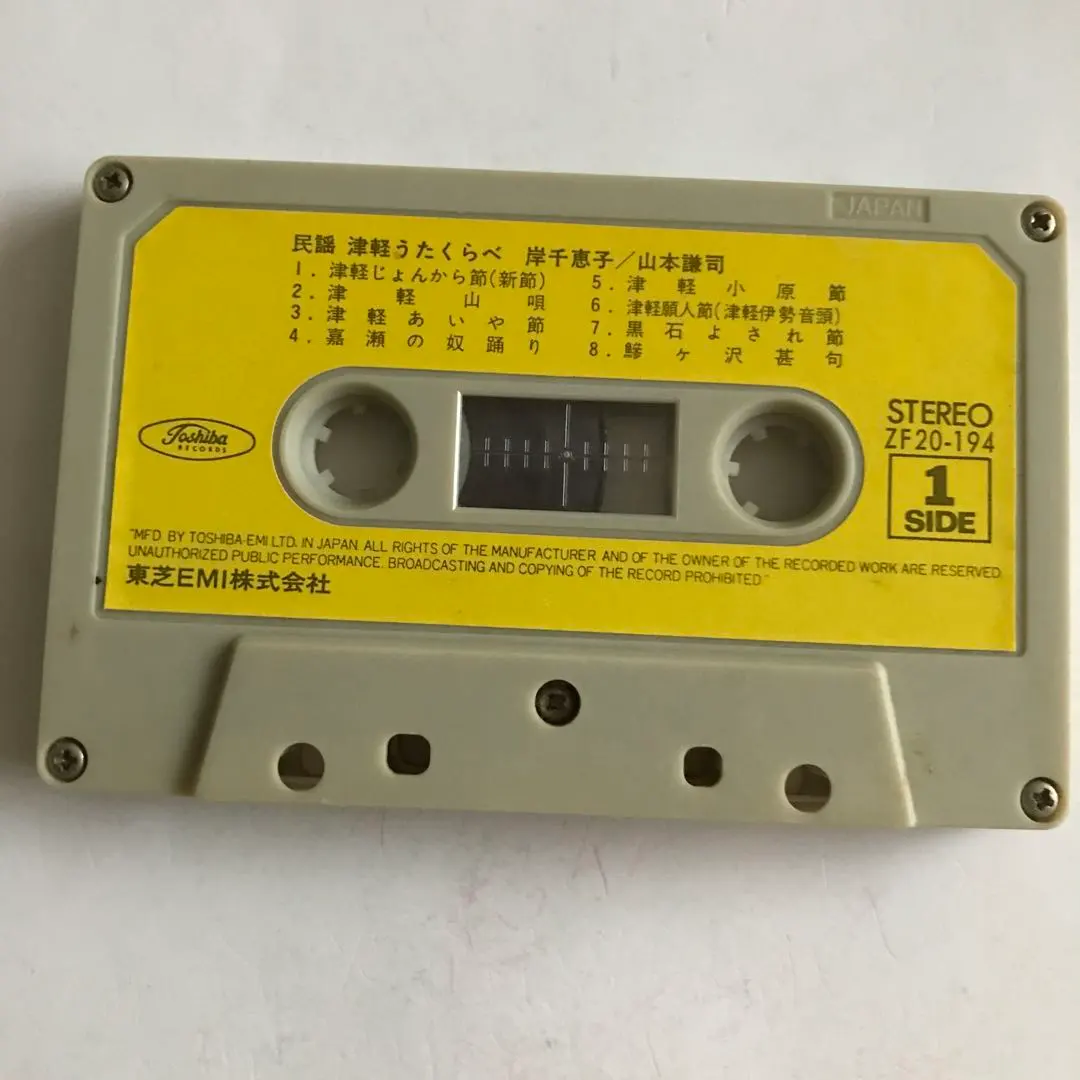 JAPAN
民謡 津軽うたくらべ 岸千恵子/山本謙司
1. 津軽じょんから節(新節)
2. 津軽山唄
3. 津軽あいや節
4. 嘉瀬の奴踊り
5. 津軽小原節
6. 津軽願人節(津軽伊勢音頭)
7. 黒石よされ節
8. 鰺ヶ沢甚句
Toshiba
RECORDS
STEREO
ZF20-194
1
SIDE
"MFD. BY TOSHIBA-EMI LTD. IN JAPAN. ALL RIGHTS OF THE MANUFACTURER AND OF THE OWNER OF THE RECORDED WORK ARE RESERVED.
UNAUTHORIZED PUBLIC PERFORMANCE. BROADCASTING AND COPYING OF THE RECORD PROHIBITED."
東芝EMI株式会社